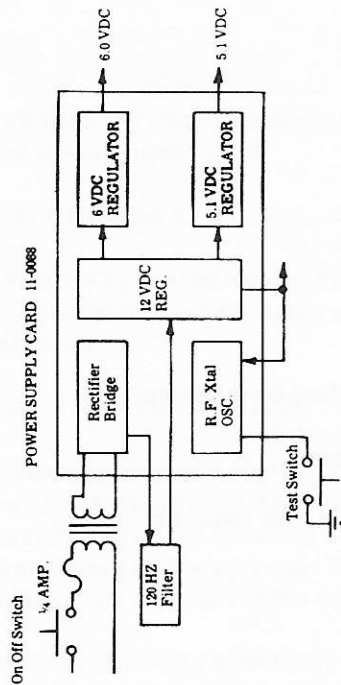 POWER SUPPLY CARD 11-0068
On Off Switch
¼ AMP.
Rectifier
Bridge
120 HZ
Filter
12 VDC
REG.
6 VDC
REGULATOR
6.0 VDC
5.1 VDC
REGULATOR
5.1 VDC
R.F. Xtal
OSC.
Test Switch